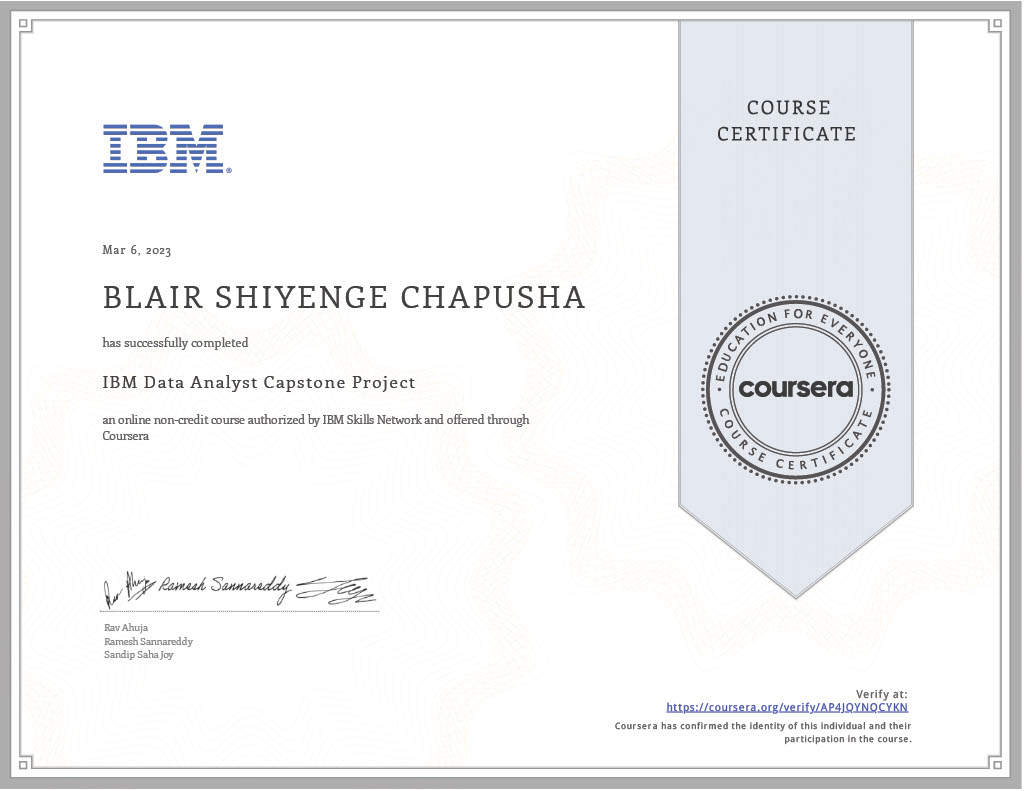 COURSE
CERTIFICATE
IBM®
Mar 6, 2023
BLAIR SHIYENGE CHAPUSHA
has successfully completed
IBM Data Analyst Capstone Project
an online non-credit course authorized by IBM Skills Network and offered through
Coursera
EDUCATION FOR EVERYONE
coursera
COURSE CERTIFICATE
Ramesh Sannareddy
Rav Ahuja
Ramesh Sannareddy
Sandip Saha Joy
Verify at:
https://coursera.org/verify/AP4JQYNQCYKN
Coursera has confirmed the identity of this individual and their
participation in the course.